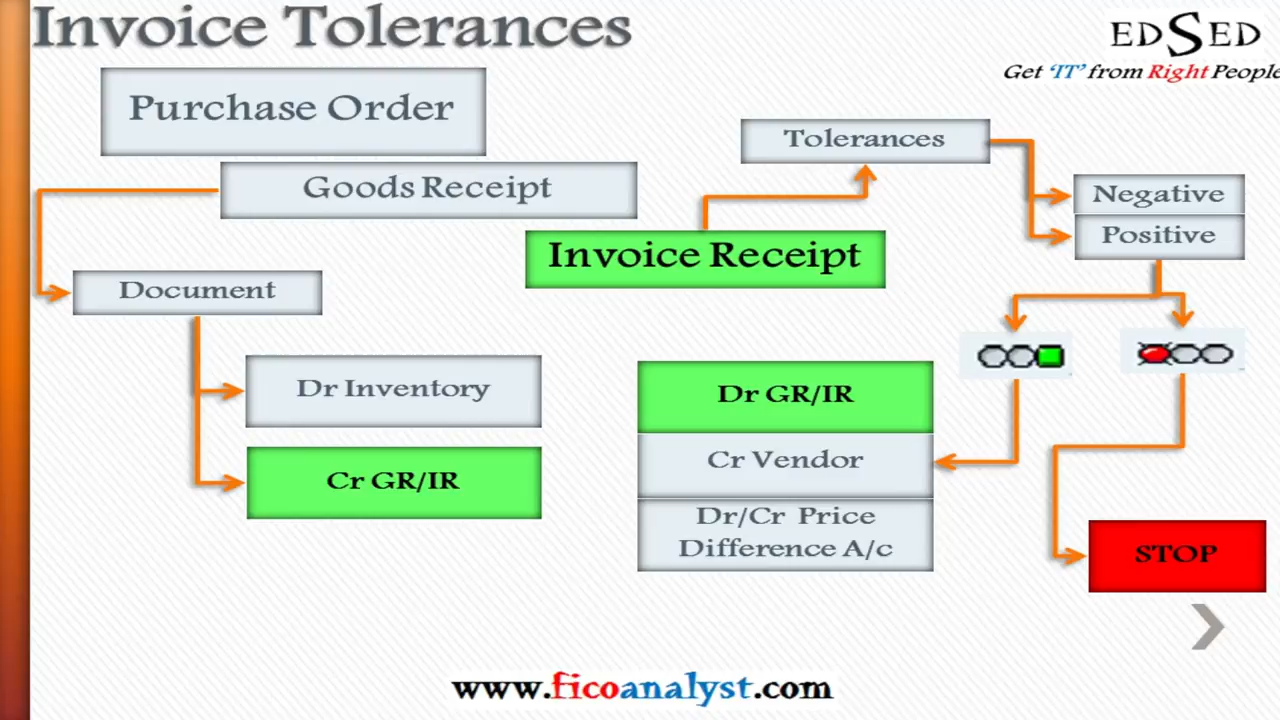 Invoice Tolerances
EDSED
Get 'IT' from Right People
Purchase Order
Tolerances
Goods Receipt
Negative
Positive
Invoice Receipt
Document
Dr Inventory
Dr GR/IR
Cr GR/IR
Cr Vendor
Dr/Cr Price
Difference A/c
STOP
www.ficoanalyst.com